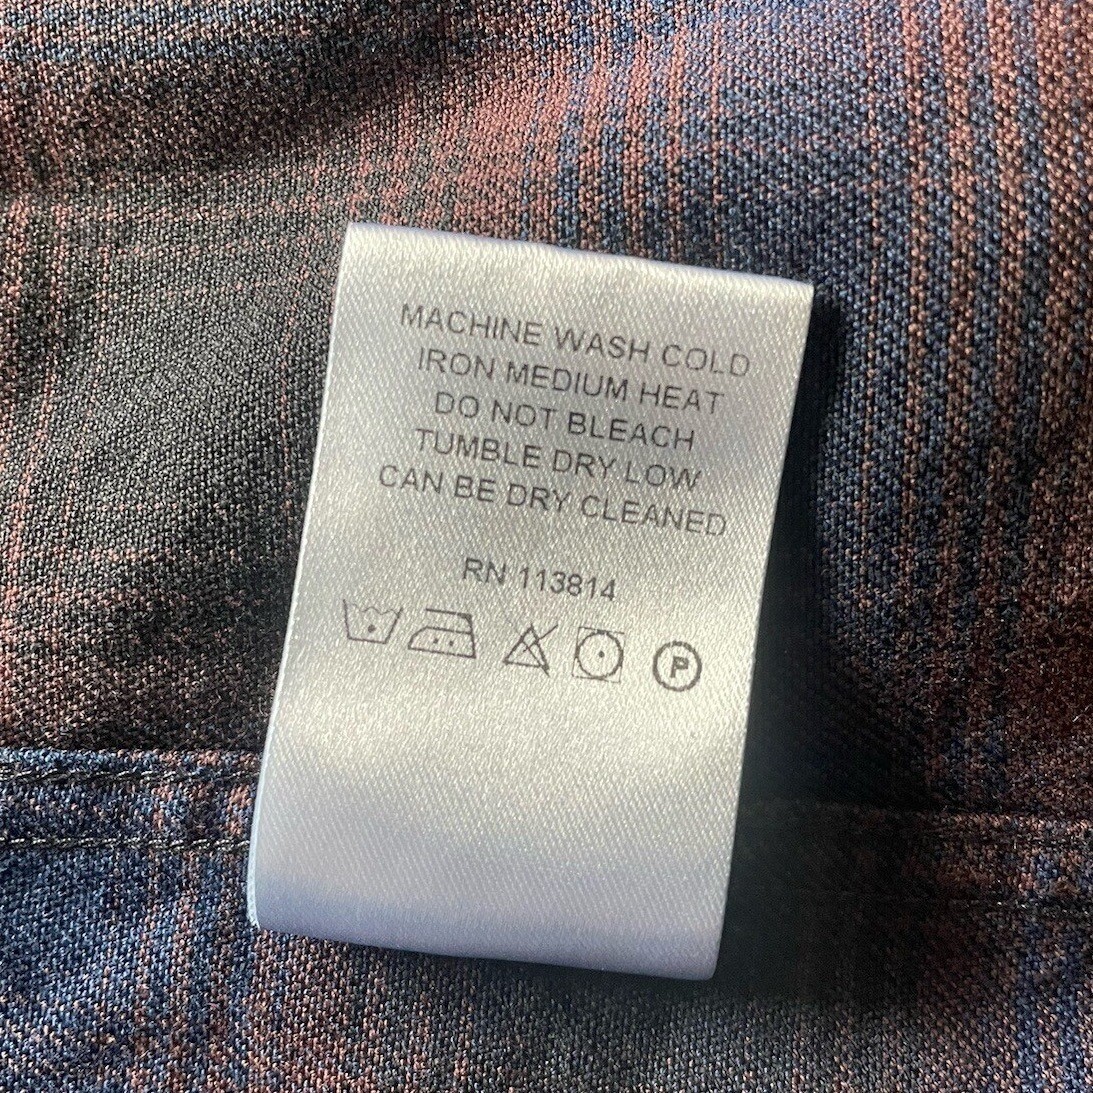 MACHINE WASH COLD
IRON MEDIUM HEAT
DO NOT BLEACH
TUMBLE DRY LOW
CAN BE DRY CLEANED
RN 113814
P